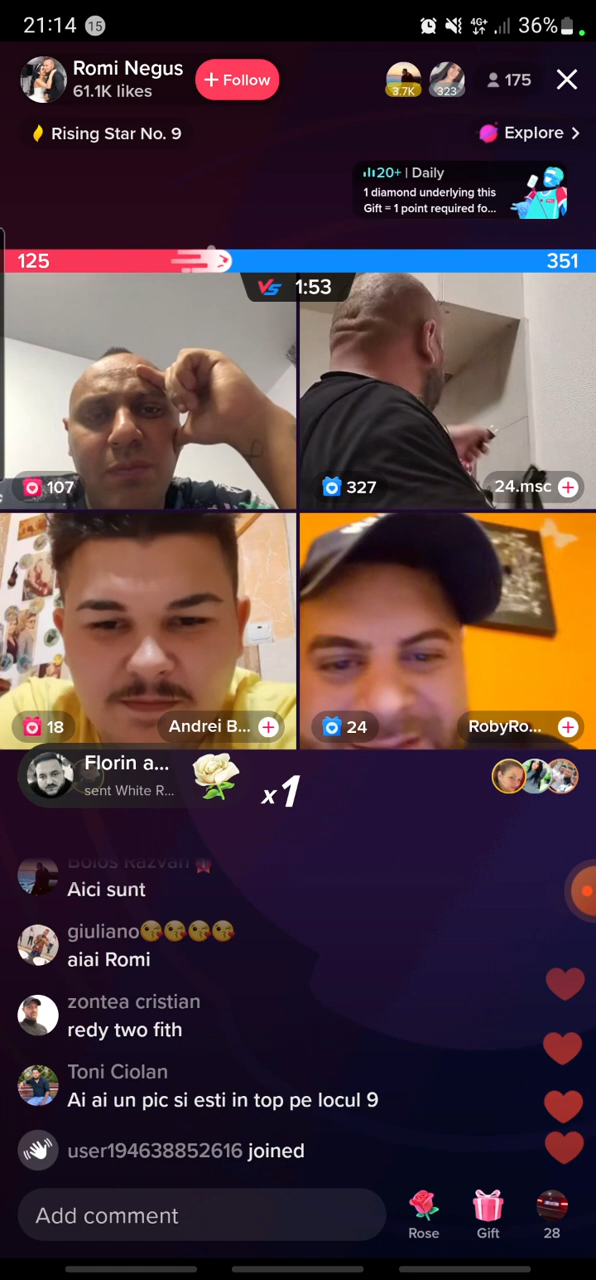 21:14 15 4G+ 36%
Romi Negus
61.1K likes
+ Follow
3.7K 323 175
Rising Star No. 9
Explore >
20+ | Daily
1 diamond underlying this
Gift = 1 point required fo...
125 351
VS 1:53
107
327 24.msc
18 Andrei B...
24 RobyRo...
Florin a...
sent White R...
x1
Bolos Razvan
Aici sunt
giuliano😘😘😘😘
aiai Romi
zontea cristian
redy two fith
Toni Ciolan
Ai ai un pic si esti in top pe locul 9
user194638852616 joined
Add comment
Rose Gift 28